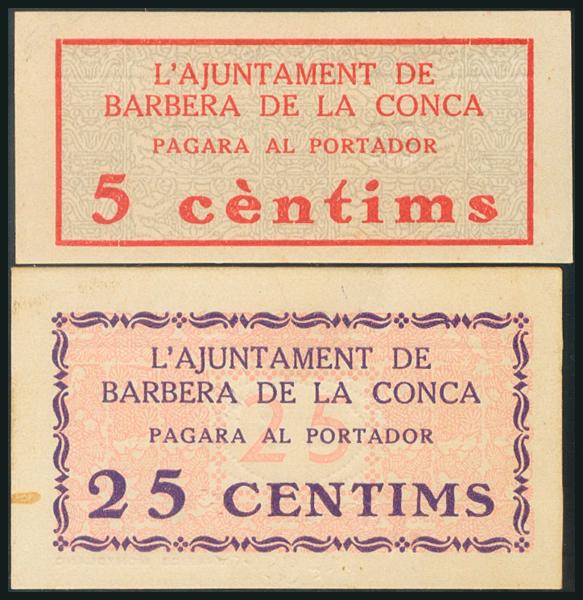 L'AJUNTAMENT DE
BARBERA DE LA CONCA
PAGARA AL PORTADOR
5 cèntims
L'AJUNTAMENT DE
BARBERA DE LA CONCA
25
PAGARA AL PORTADOR
25 CENTIMS